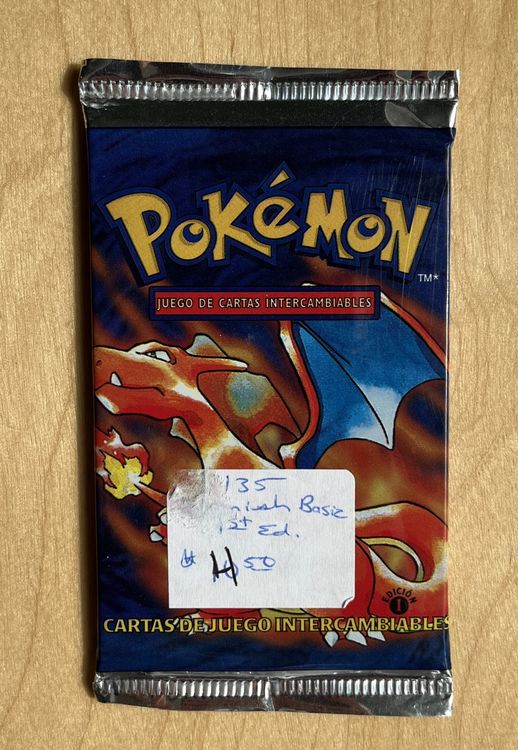 POKéMON
TM*
JUEGO DE CARTAS INTERCAMBIABLES
135
Basic
1st Ed.
50
EDICIÓN
1
CARTAS DE JUEGO INTERCAMBIABLES